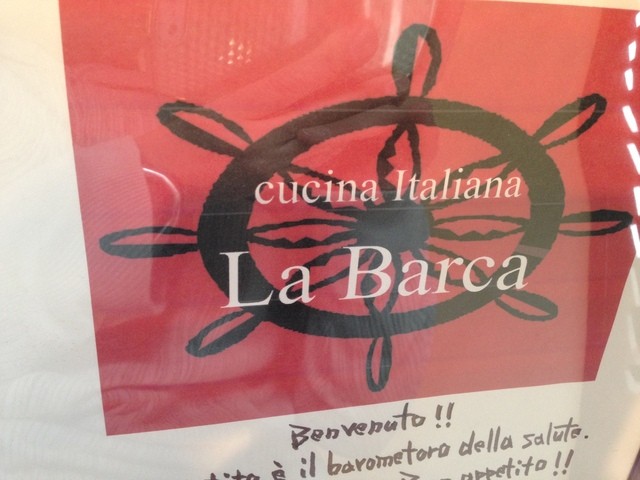 cucina Italiana
La Barca
Benvenuto!!
è il barometoro della salute.
appetito!!